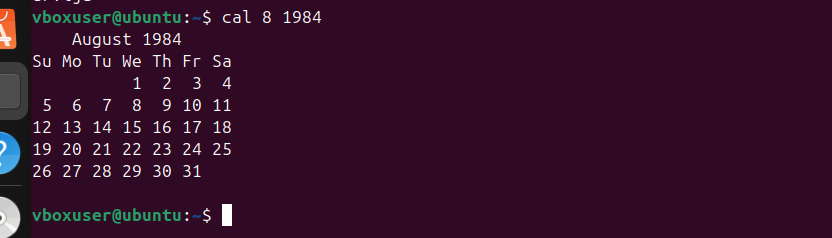 vboxuser@ubuntu:~$ cal 8 1984
    August 1984
Su Mo Tu We Th Fr Sa
          1  2  3  4
 5  6  7  8  9 10 11
12 13 14 15 16 17 18
19 20 21 22 23 24 25
26 27 28 29 30 31
vboxuser@ubuntu:~$